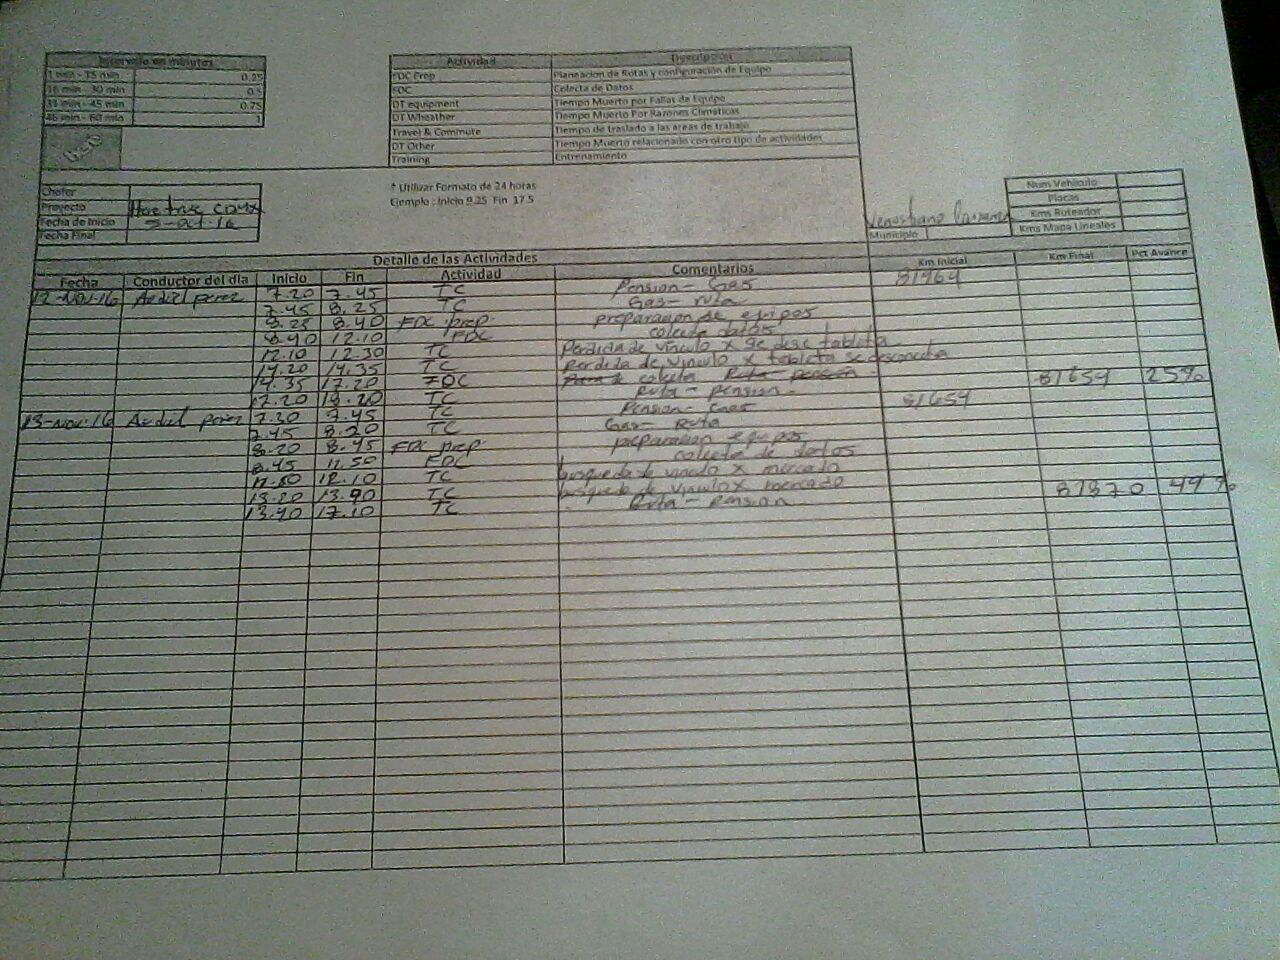 Intervalo en minutos
1 min - 15 min 0.25
16 min - 30 min 0.5
31 min - 45 min 0.75
46 min - 60 min 1
Actividad Descripcion
FDC Prep Planeacion de Rotas y configuración de Equipo
FDC Colecta de Datos
DT equipment Tiempo Muerto por Fallas de Equipo
DT Wheather Tiempo Muerto Por Razones Climaticas
Travel & Commute Tiempo de traslado a las areas de trabajo
DT Other Tiempo Muerto relacionado con otro tipo de actividades
Training Entrenamiento
here
* Utilizar Formato de 24 horas
Ejemplo : Inicio 8.25 Fin 17.5
Chofer
Proyecto CDMX
Fecha de Inicio 5-oct-16
Fecha Final
Num Vehiculo
Placas
Kms Ruteador
Kms Mapa Lineales
Venustiano Carranza
Municipio
Detalle de las Actividades
Fecha Conductor del dia Inicio Fin Actividad Comentarios Km Inicial Km Final Pct Avance
12-Nov-16 perez 7.20 7.45 TC Pension - Gas 81464
7.45 8.25 TC Gas - ruta
8.25 8.40 FDC prep preparacion de equipos
8.40 12.10 FDC colecta datos
12.10 12.30 TC Perdida de vinculo x se desc tableta
14.20 14.35 TC perdida de vinculo x tableta se desconecta
14.35 17.20 FDC colecta Ruta - pension 81654 25%
17.20 TC Ruta - pension
13-Nov-16 perez 7.20 7.45 TC Pension - Gas 81654
7.45 8.20 TC Gas - Ruta
8.20 8.45 FDC prep preparacion equipos
8.45 11.50 FDC colecta de datos
11.50 12.10 TC busqueda de vinculo x mercado
13.20 13.40 TC busqueda de vinculo x mercado 81870 44%
13.40 17.10 TC Ruta - Pension